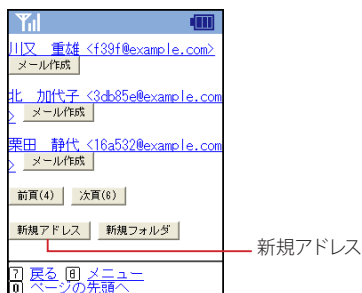 川又　重雄 <f39f@example.com>
メール作成
北　加代子 <3db85e@example.com
> メール作成
栗田　静代 <16a532@example.com
> メール作成
前頁(4) 次頁(6)
新規アドレス 新規フォルダ
新規アドレス
7 戻る 8 メニュー
0 ページの先頭へ